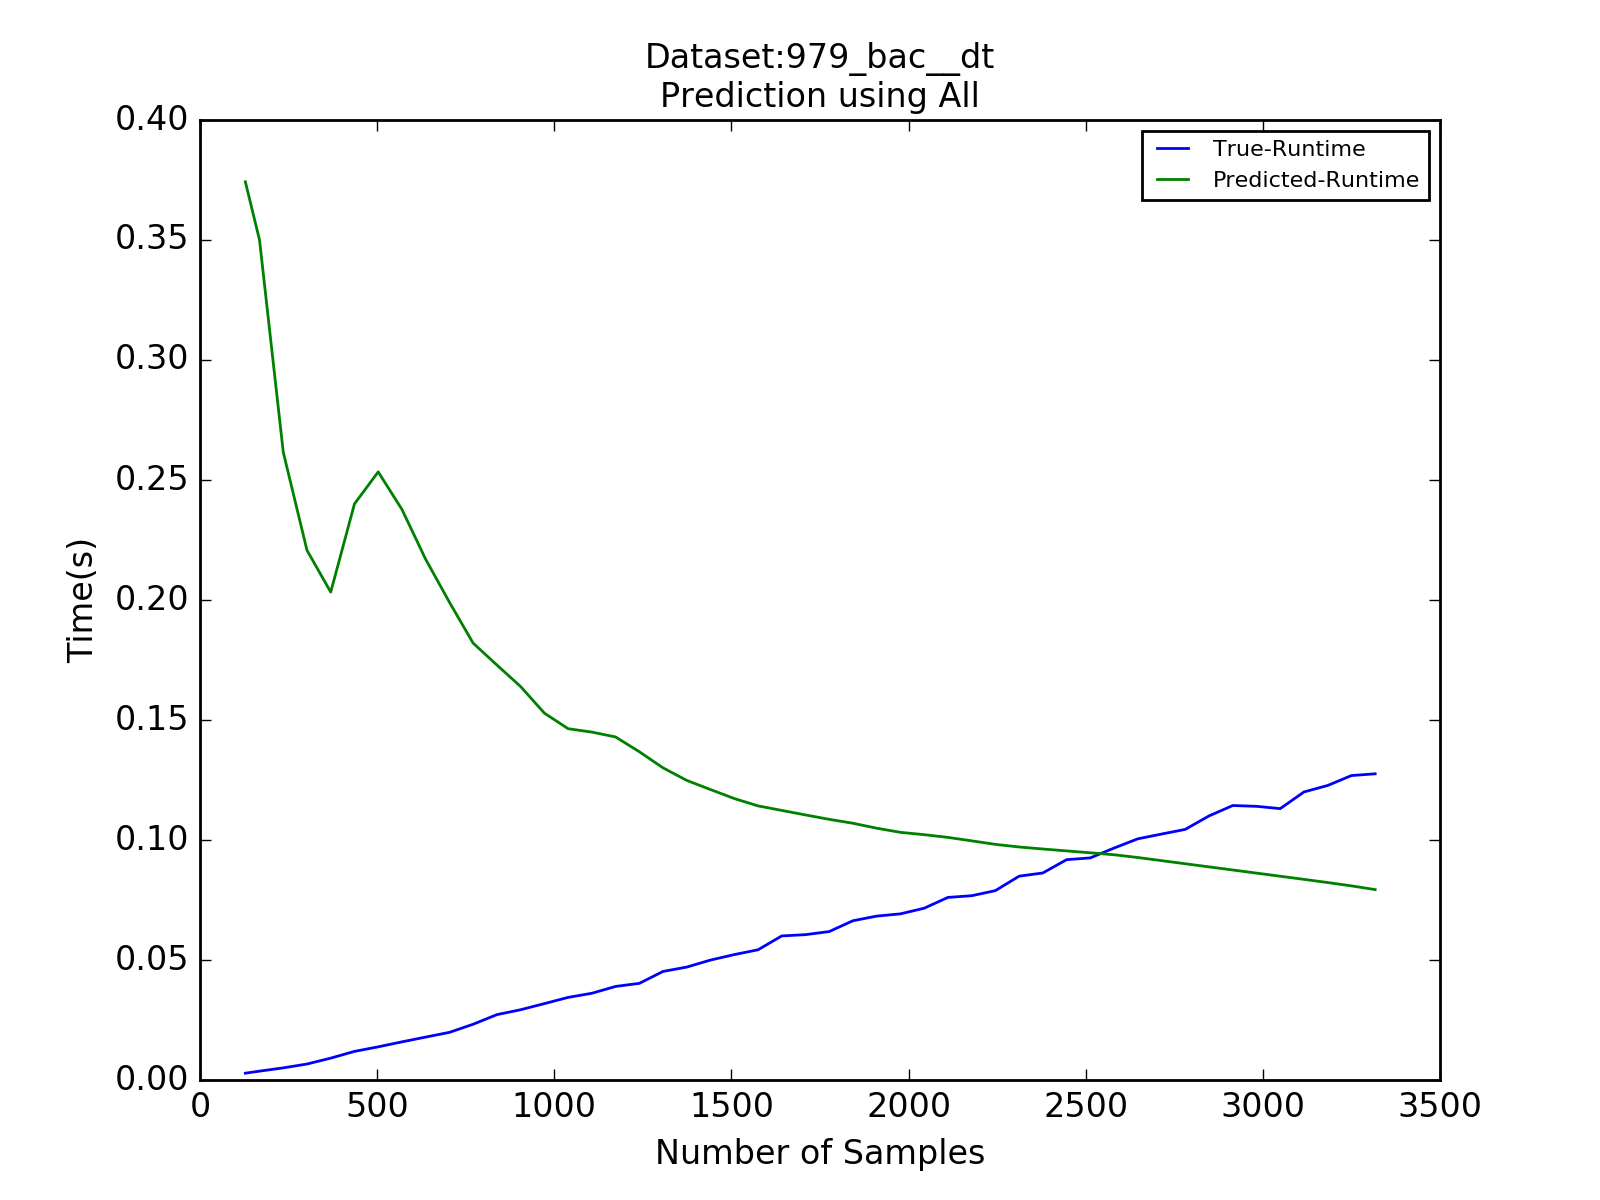 Dataset:979_bac__dt
Prediction using All
True-Runtime
Predicted-Runtime
0.40
0.35
0.30
0.25
0.20
0.15
0.10
0.05
0.00
Time(s)
0 500 1000 1500 2000 2500 3000 3500
Number of Samples